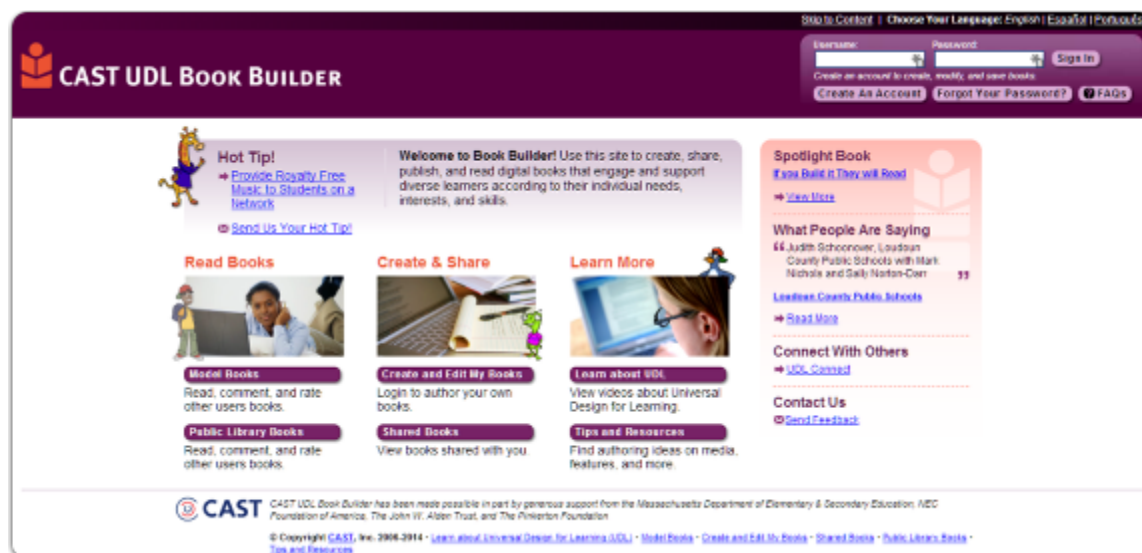 Skip to Content | Choose Your Language: English | Español | Português
CAST UDL BOOK BUILDER
Username: Password:
Sign In
Create an account to create, modify, and save books.
Create An Account Forgot Your Password? FAQs
Hot Tip!
Provide Royalty Free
Music to Students on a
Network
Send Us Your Hot Tip!
Welcome to Book Builder! Use this site to create, share,
publish, and read digital books that engage and support
diverse learners according to their individual needs,
interests, and skills.
Read Books
Model Books
Read, comment, and rate
other users books.
Public Library Books
Read, comment, and rate
other users books.
Create & Share
Create and Edit My Books
Login to author your own
books.
Shared Books
View books shared with you.
Learn More
Learn about UDL
View videos about Universal
Design for Learning.
Tips and Resources
Find authoring ideas on media,
features, and more.
Spotlight Book
If you Build it They will Read
View More
What People Are Saying
“ Judith Schoonover, Loudoun
County Public Schools with Mark
Nichols and Sally Norton-Darr ”
Loudoun County Public Schools
Read More
Connect With Others
UDL Connect
Contact Us
Send Feedback
CAST
CAST UDL Book Builder has been made possible in part by generous support from the Massachusetts Department of Elementary & Secondary Education, NEC
Foundation of America, The John W. Alden Trust, and The Pinkerton Foundation
© Copyright CAST, Inc. 2006-2014 · Learn about Universal Design for Learning (UDL) · Model Books · Create and Edit My Books · Shared Books · Public Library Books ·
Tips and Resources